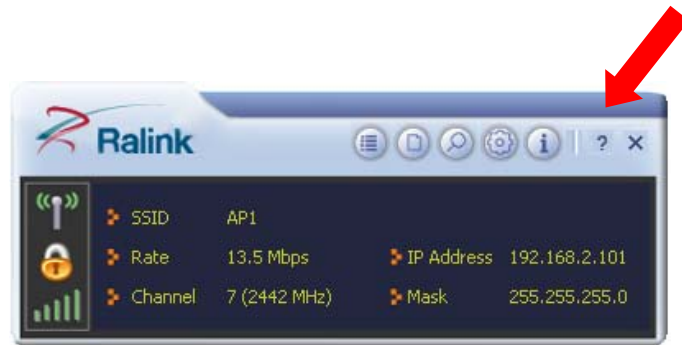 Ralink
i ? ×
SSID AP1
Rate 13.5 Mbps IP Address 192.168.2.101
Channel 7 (2442 MHz) Mask 255.255.255.0